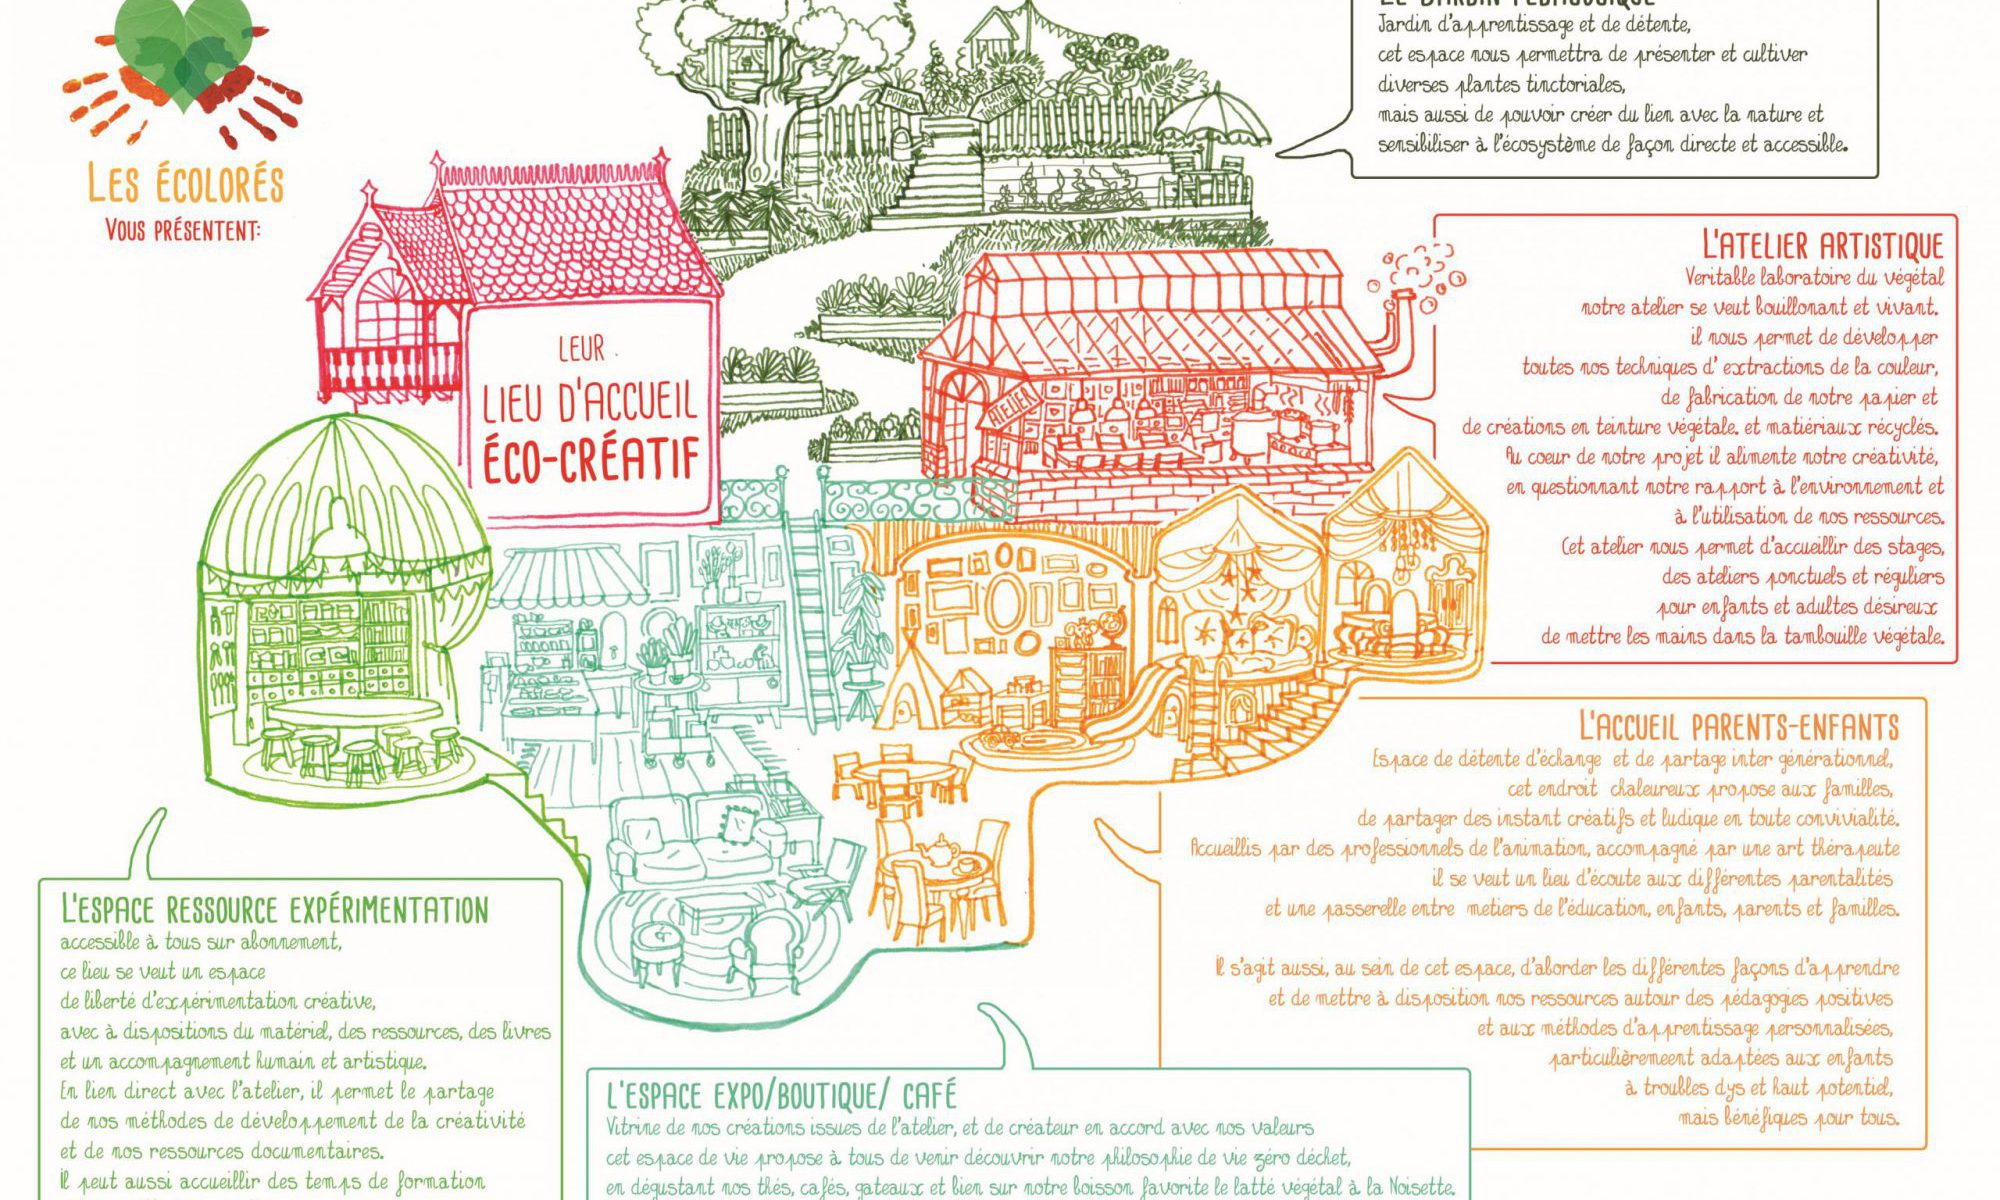 LES ÉCOLORÉS
VOUS PRÉSENTENT:
LEUR
LIEU D'ACCUEIL
ÉCO-CRÉATIF
POTAGER
PLANTES
TINCTORIALES
LE JARDIN PÉDAGOGIQUE
Jardin d'apprentissage et de détente,
cet espace nous permettra de présenter et cultiver
diverses plantes tinctoriales,
mais aussi de pouvoir créer du lien avec la nature et
sensibiliser à l'écosystème de façon directe et accessible.
ATELIER
L'ATELIER ARTISTIQUE
Veritable laboratoire du végétal
notre atelier se veut bouillonant et vivant.
il nous permet de développer
toutes nos techniques d' extractions de la couleur,
de fabrication de notre papier et
de créations en teinture végétale. et matiériaux récyclés.
Au coeur de notre projet il alimente notre créativité,
en questionnant notre rapport à l'environnement et
à l'utilisation de nos ressources.
Cet atelier nous permet d'accueillir des stages,
des ateliers ponctuels et réguliers
pour enfants et adultes désireux
de mettre les mains dans la tambouille végétale.
L'ACCUEIL PARENTS-ENFANTS
Espace de détente d'échange et de partage inter générationnel,
cet endroit chaleureux propose aux familles,
de partager des instant créatifs et ludique en toute convivialité.
Accueillis par des professionnels de l'animation, accompagné par une art thérapeute
il se veut un lieu d'écoute aux différentes parentalités
et une passerelle entre metiers de l'éducation, enfants, parents et familles.
Il s'agit aussi, au sein de cet espace, d'aborder les différentes façons d'apprendre
et de mettre à disposition nos ressources autour des pédagogies positives
et aux méthodes d'apprentissage personnalisées,
particulièremeent adaptées aux enfants
à troubles dys et haut potentiel,
mais bénéfiques pour tous.
L'ESPACE RESSOURCE EXPÉRIMENTATION
accessible à tous sur abonnement,
ce lieu se veut un espace
de liberté d'expérimentation créative,
avec à dispositions du matériel, des ressources, des livres
et un accompagnement humain et artistique.
En lien direct avec l'atelier, il permet le partage
de nos méthodes de développement de la créativité
et de nos ressources documentaires.
Il peut aussi accueillir des temps de formation
L'ESPACE EXPO/BOUTIQUE/ CAFÉ
Vitrine de nos créations issues de l'atelier, et de créateur en accord avec nos valeurs
cet espace de vie propose à tous de venir découvrir notre philosophie de vie zéro déchet,
en dégustant nos thés, cafés, gateaux et bien sur notre boisson favorite le latté végétal à la Noisette.